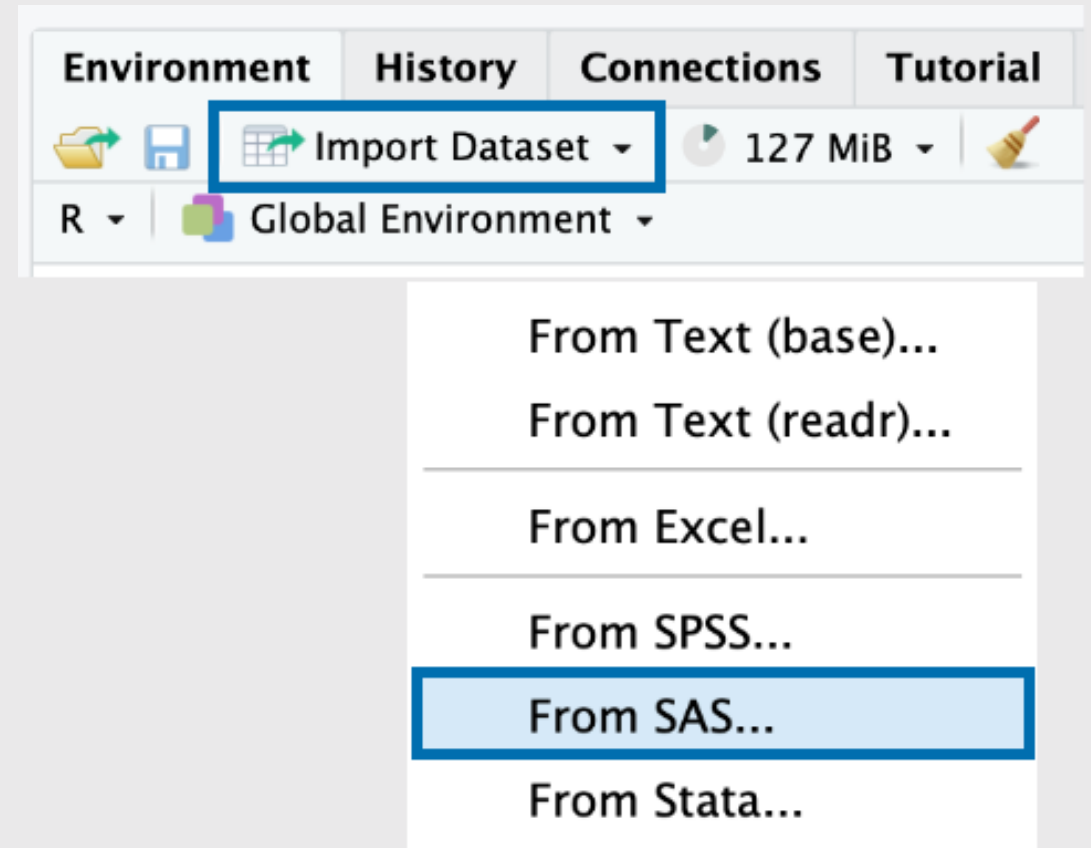 Environment History Connections Tutorial
Import Dataset 127 MiB
R Global Environment
From Text (base)...
From Text (readr)...
From Excel...
From SPSS...
From SAS...
From Stata...